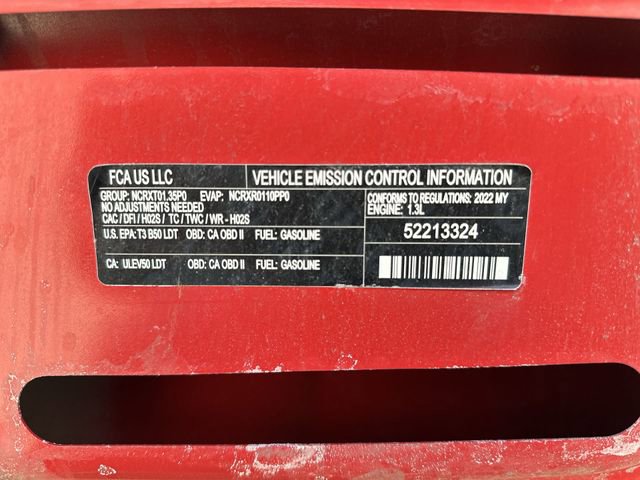 FCA US LLC
VEHICLE EMISSION CONTROL INFORMATION
GROUP: NCRXT01.35P0 EVAP: NCRXR0110PP0
NO ADJUSTMENTS NEEDED
CAC / DFI / H02S / TC / TWC / WR - H02S
CONFORMS TO REGULATIONS: 2022 MY
ENGINE: 1.3L
U.S. EPA: T3 B50 LDT OBD: CA OBD II FUEL: GASOLINE
52213324
CA: ULEV50 LDT OBD: CA OBD II FUEL: GASOLINE